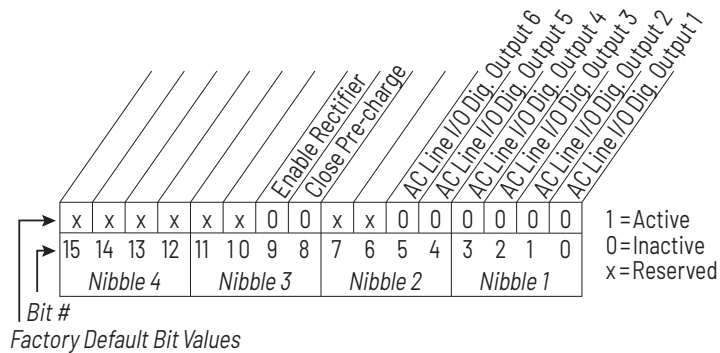 Enable Rectifier
Close Pre-charge
AC Line I/O Dig. Output 6
AC Line I/O Dig. Output 5
AC Line I/O Dig. Output 4
AC Line I/O Dig. Output 3
AC Line I/O Dig. Output 2
AC Line I/O Dig. Output 1
x x x x x x 0 0 x x 0 0 0 0 0 0
15 14 13 12 11 10 9 8 7 6 5 4 3 2 1 0
Nibble 4 Nibble 3 Nibble 2 Nibble 1
1=Active
0=Inactive
x=Reserved
Bit #
Factory Default Bit Values